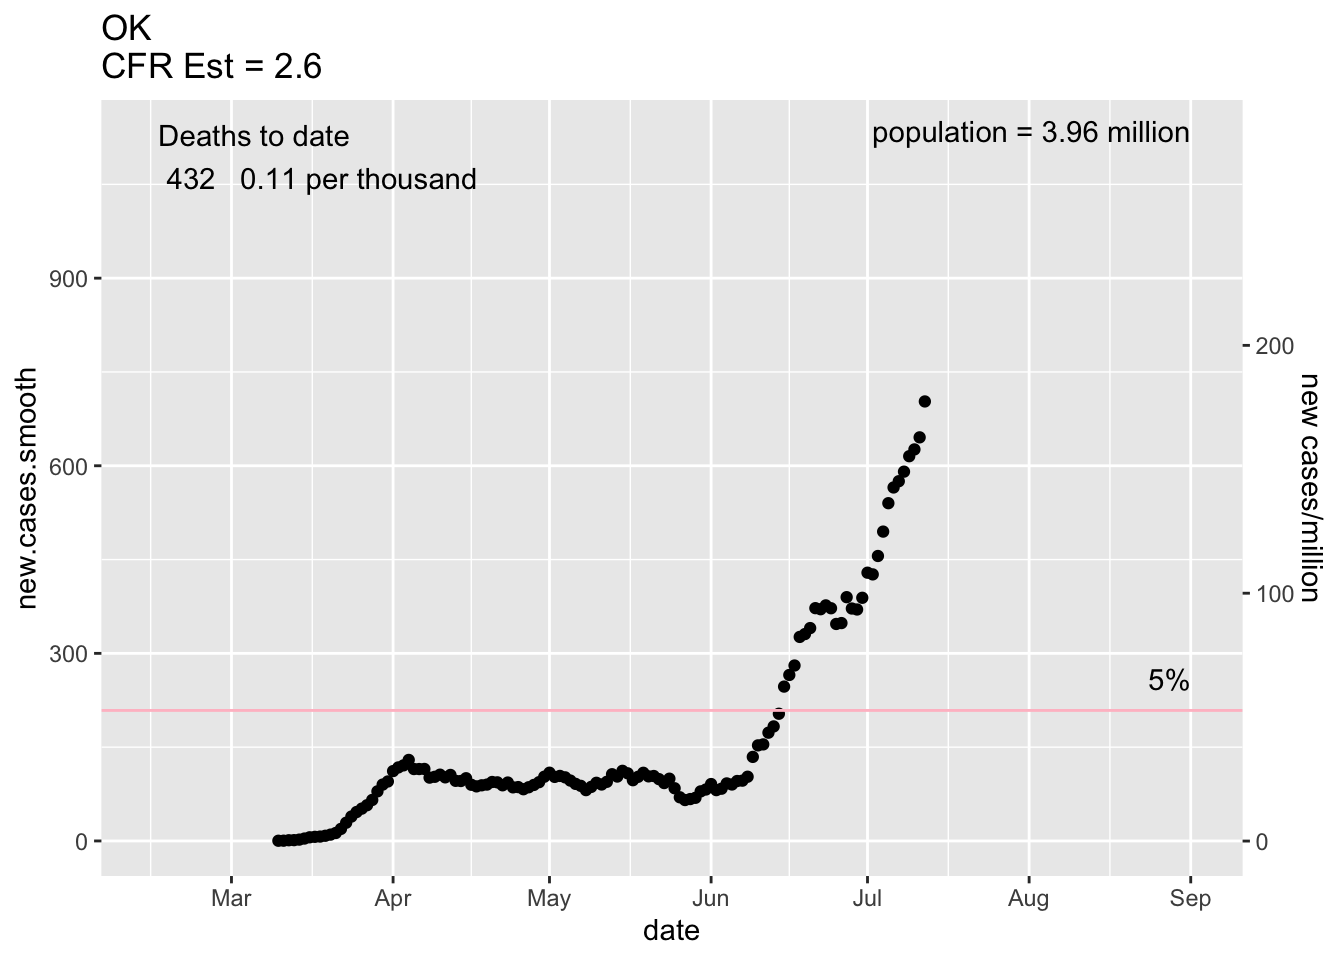 OK
CFR Est = 2.6
Deaths to date
432 0.11 per thousand
population = 3.96 million
900
600
300
0
new.cases.smooth
200
100
0
new cases/million
5%
Mar Apr May Jun Jul Aug Sep
date